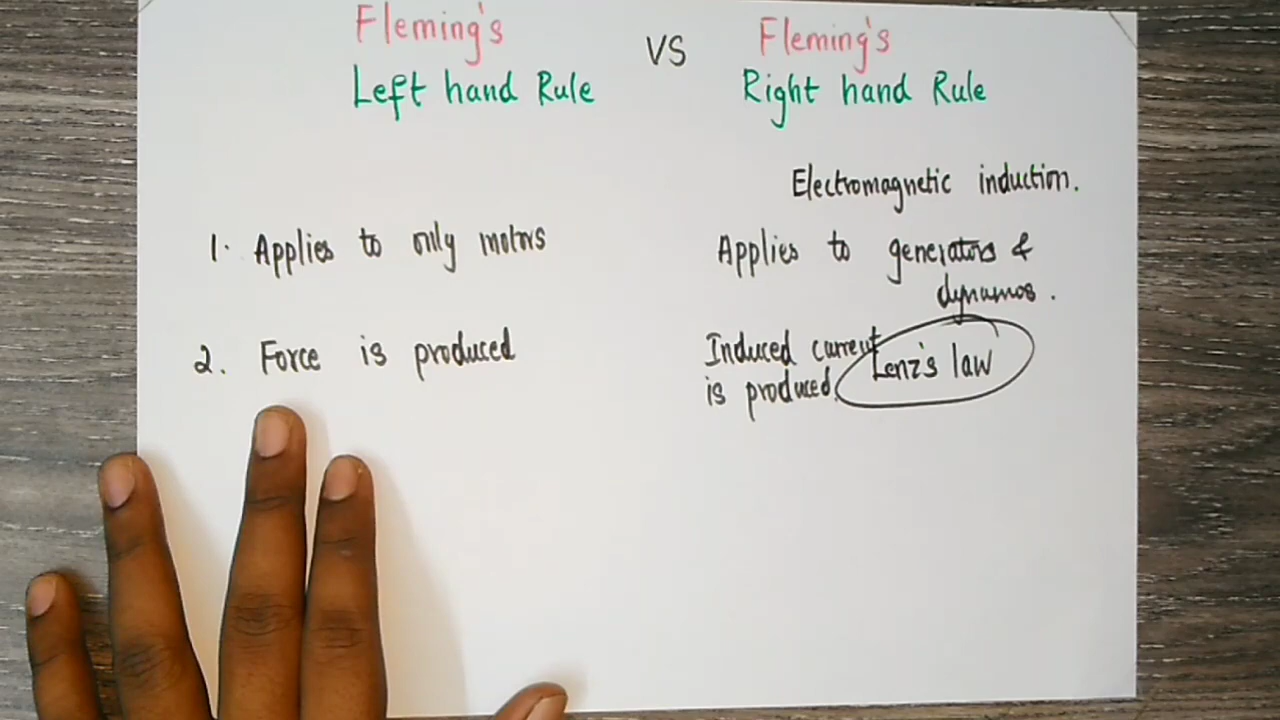 Fleming's VS Fleming's
Left hand Rule Right hand Rule
Electromagnetic induction.
1. Applies to only motors
Applies to generators &
dynamos.
2. Force is produced
Induced current
is produced.
Lenz's law